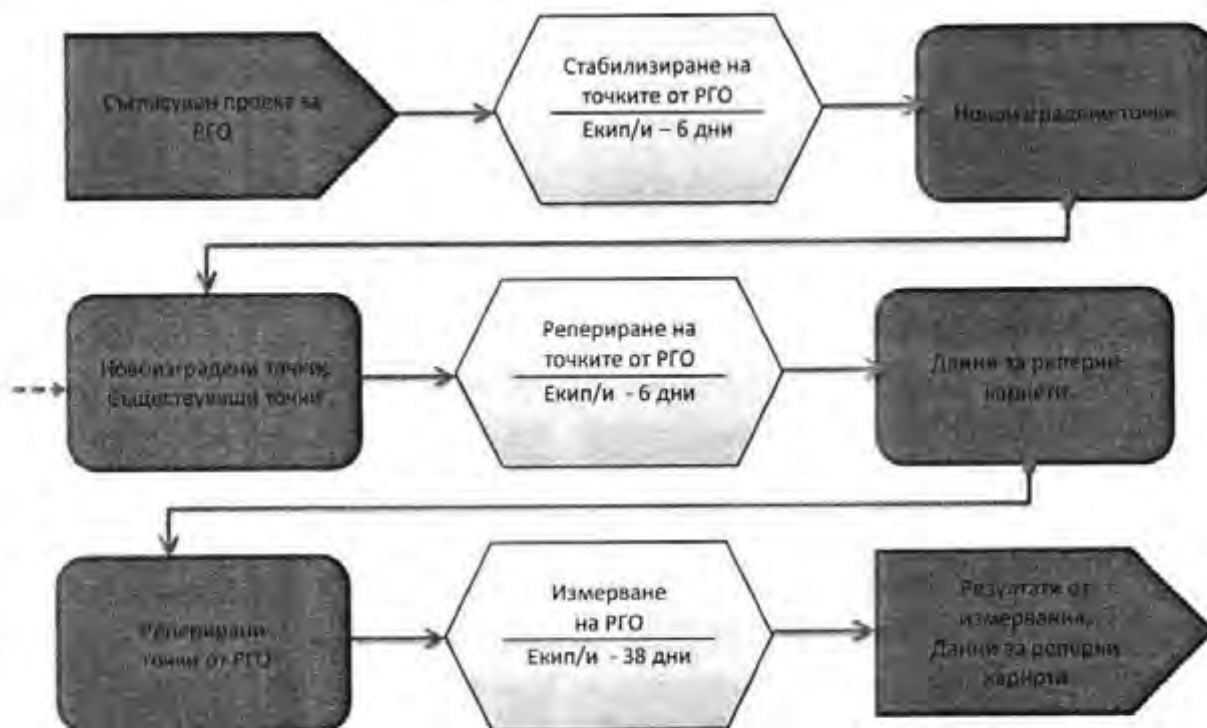 Съгласуван проект за
РГО
Стабилизиране на
точките от РГО
Екип/и – 6 дни
Новоизградени точки
Новоизградени точки,
Съществуващи точки
Репериране на
точките от РГО
Екип/и - 6 дни
Данни за реперни
карнети
Реперирани
точки от РГО
Измерване
на РГО
Екип/и - 38 дни
Резултати от
измервания,
Данни за реперни
карнети